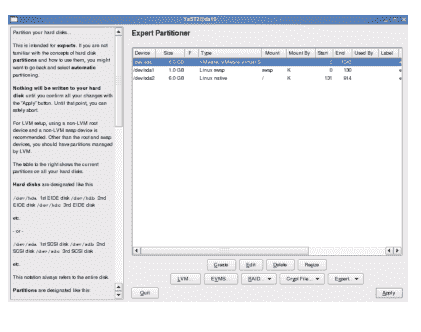 YaST2@da10
Partition your hard disks...
This is intended for experts. If you are not
familiar with the concepts of hard disk
partitions and how to use them, you might
want to go back and select automatic
partitioning.
Nothing will be written to your hard
disk until you confirm all your changes with
the "Apply" button. Until that point, you can
safely abort.
For LVM setup, using a non-LVM root
device and a non-LVM swap device is
recommended. Other than the root and swap
devices, you should have partitions managed
by LVM.
The table to the right shows the current
partitions on all your hard disks.
Hard disks are designated like this
/dev/hda 1st EIDE disk /dev/hdb 2nd
EIDE disk /dev/hdc 3rd EIDE disk
etc.
- or -
/dev/sda 1st SCSI disk /dev/sdb 2nd
SCSI disk /dev/sdc 3rd SCSI disk
etc.
This notation always refers to the entire disk.
Partitions are designated like this
Expert Partitioner
Device Size F Type Mount Mount By Start End Used By Label
/dev/sda VMware, VMware Virtual S 0
/dev/sda1 1.0 GB Linux swap swap K 0 130
/dev/sda2 6.0 GB Linux native / K 131 914
Create Edit Delete Resize
LVM... EVMS... RAID... Crypt File... Expert...
Quit Apply